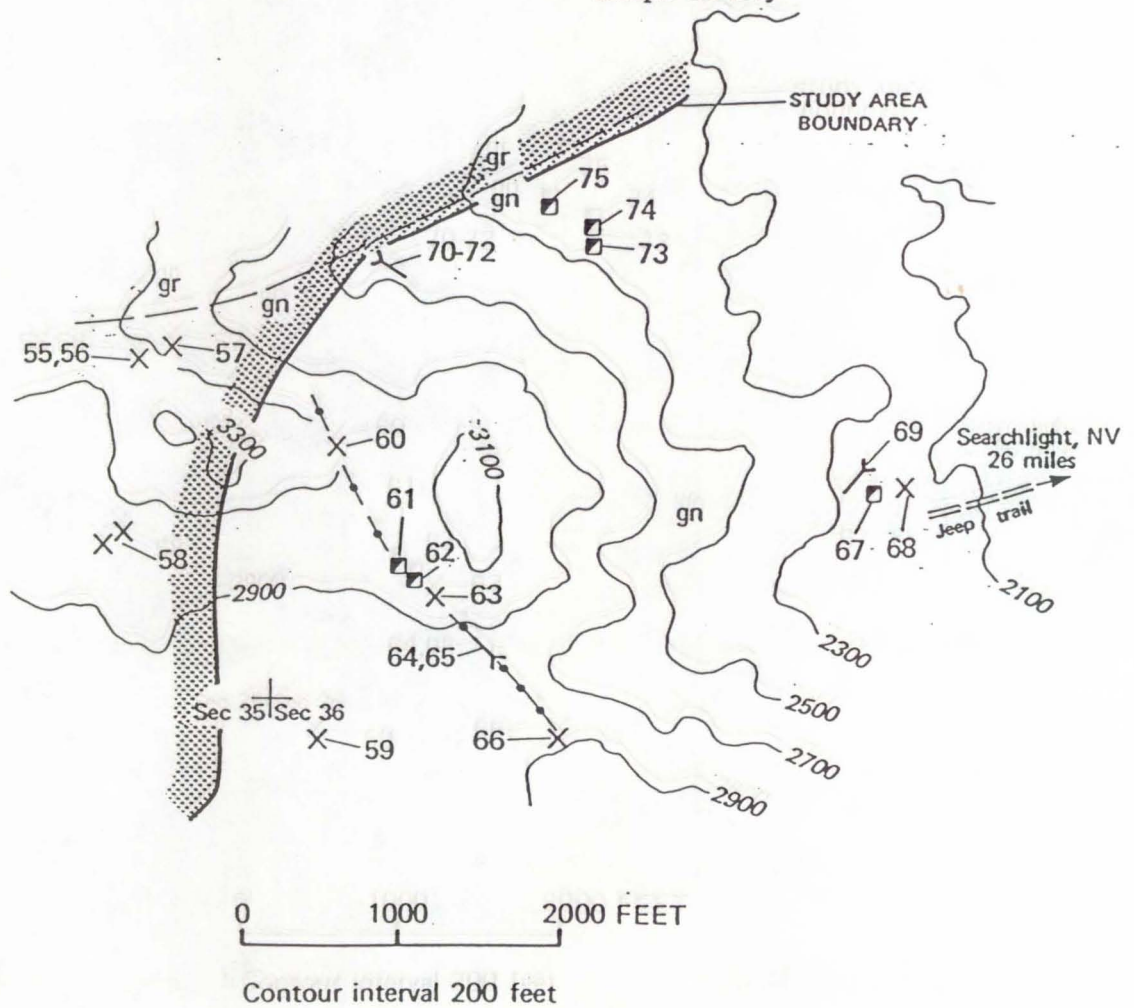 STUDY AREA
BOUNDARY
gr
75
gn
74
73
70-72
gr
gn
55,56
57
3300
60
3100
69
Searchlight, NV
26 miles
61
gn
62
67
68
Jeep trail
58
63
2900
2100
64,65
2300
Sec 35
Sec 36
59
66
2500
2700
2900
0 1000 2000 FEET
Contour interval 200 feet